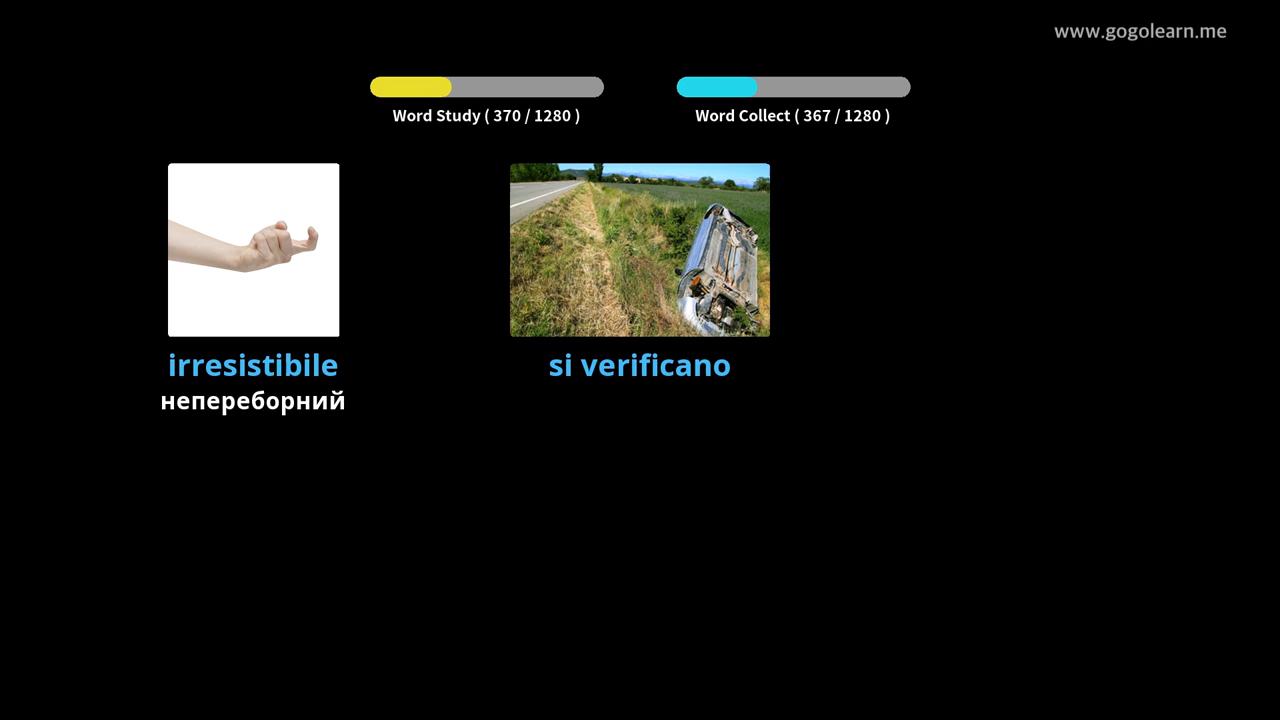 www.gogolearn.me
Word Study ( 370 / 1280 )
Word Collect ( 367 / 1280 )
irresistibile
непереборний
si verificano